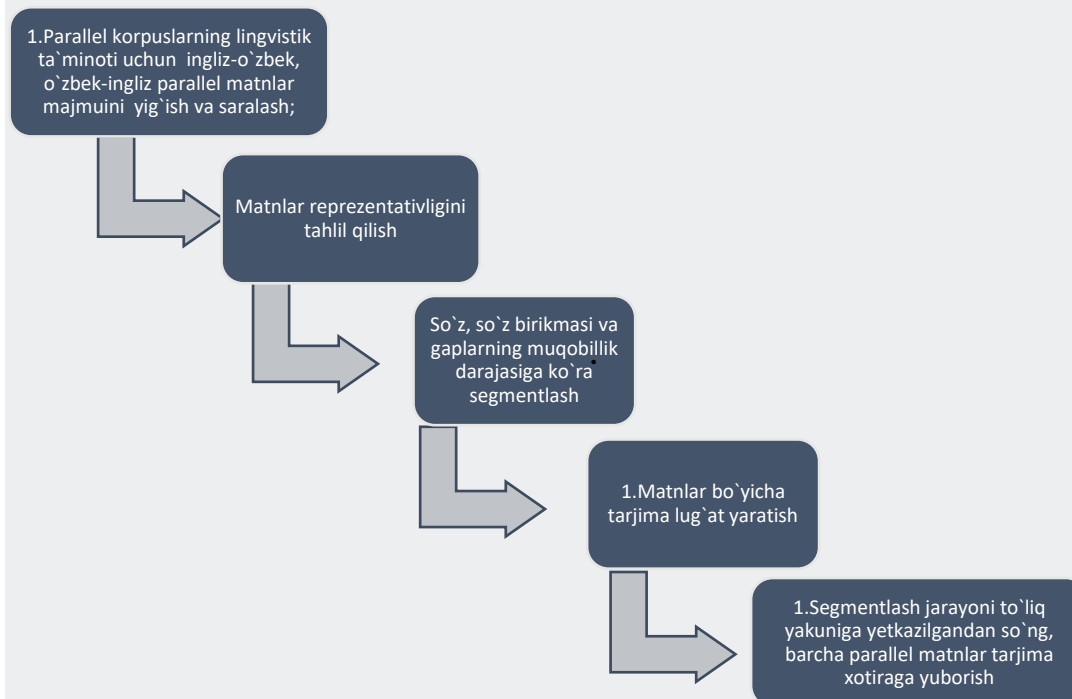 1.Parallel korpuslarning lingvistik
ta`minoti uchun ingliz-o`zbek,
o`zbek-ingliz parallel matnlar
majmuini yig`ish va saralash;
Matnlar reprezentativligini
tahlil qilish
So`z, so`z birikmasi va
gaplarning muqobillik
darajasiga ko`ra
segmentlash
1.Matnlar bo`yicha
tarjima lug`at yaratish
1.Segmentlash jarayoni to`liq
yakuniga yetkazilgandan so`ng,
barcha parallel matnlar tarjima
xotiraga yuborish